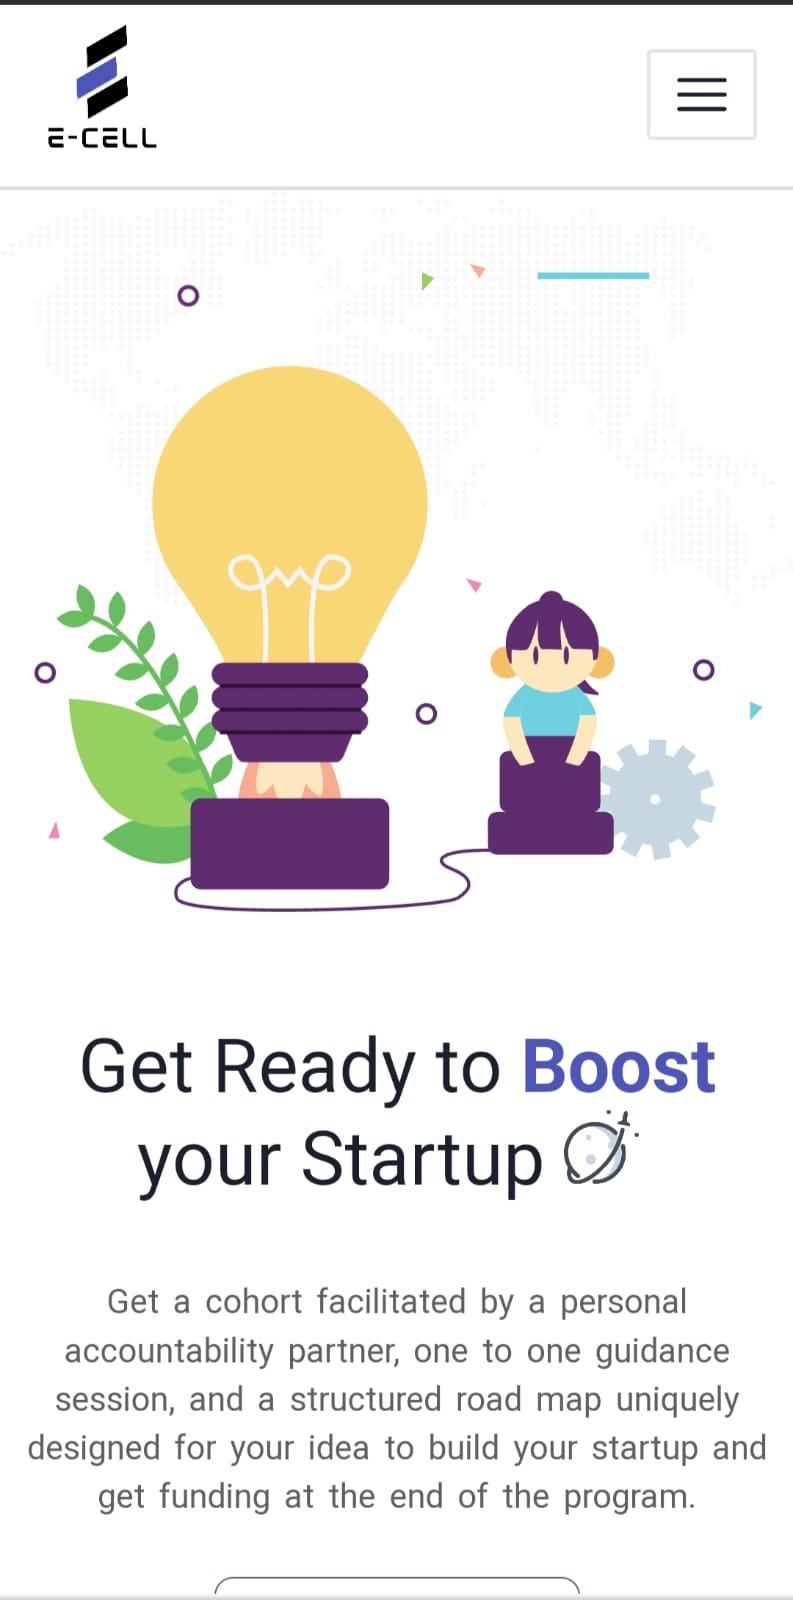 E-CELL
Get Ready to Boost
your Startup
Get a cohort facilitated by a personal
accountability partner, one to one guidance
session, and a structured road map uniquely
designed for your idea to build your startup and
get funding at the end of the program.